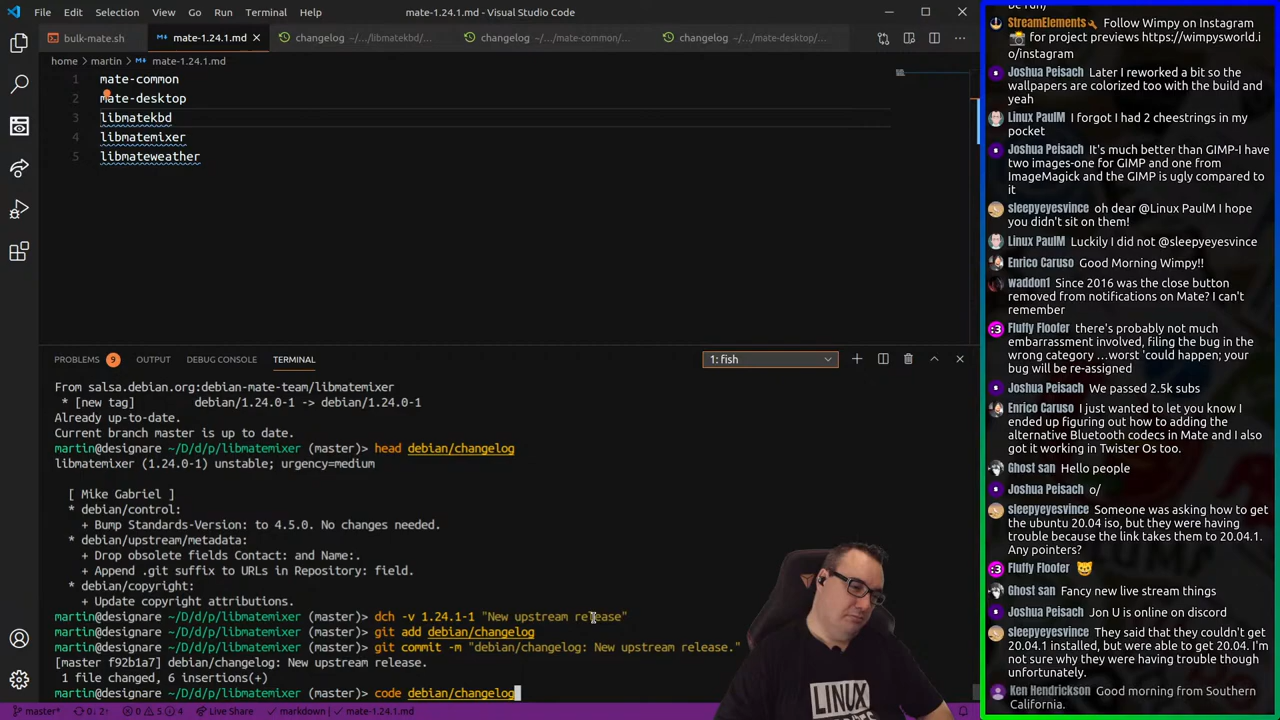 File Edit Selection View Go Run Terminal Help
mate-1.24.1.md - Visual Studio Code
bulk-mate.sh
mate-1.24.1.md
changelog ~/.../libmatekbd/...
changelog ~/.../mate-common/...
changelog ~/.../mate-desktop/...
home > martin > mate-1.24.1.md
1 mate-common
2 mate-desktop
3 libmatekbd
4 libmatemixer
5 libmateweather
PROBLEMS 9 OUTPUT DEBUG CONSOLE TERMINAL
1: fish
From salsa.debian.org:debian-mate-team/libmatemixer
* [new tag] debian/1.24.0-1 -> debian/1.24.0-1
Already up-to-date.
Current branch master is up to date.
martin@designare ~/D/d/p/libmatemixer (master)> head debian/changelog
libmatemixer (1.24.0-1) unstable; urgency=medium
[ Mike Gabriel ]
* debian/control:
+ Bump Standards-Version: to 4.5.0. No changes needed.
* debian/upstream/metadata:
+ Drop obsolete fields Contact: and Name:.
+ Append .git suffix to URLs in Repository: field.
* debian/copyright:
+ Update copyright attributions.
martin@designare ~/D/d/p/libmatemixer (master)> dch -v 1.24.1-1 "New upstream release"
martin@designare ~/D/d/p/libmatemixer (master)> git add debian/changelog
martin@designare ~/D/d/p/libmatemixer (master)> git commit -m "debian/changelog: New upstream release."
[master f92b1a7] debian/changelog: New upstream release.
1 file changed, 6 insertions(+)
martin@designare ~/D/d/p/libmatemixer (master)> code debian/changelog
master* 0↓ 2↑ 0 5 4 Live Share markdown | mate-1.24.1.md
LINUX
StreamElements Follow Wimpy on Instagram
for project previews https://wimpysworld.i
o/instagram
Joshua Peisach Later I reworked a bit so the
wallpapers are colorized too with the build and
yeah
Linux PaulM I forgot I had 2 cheestrings in my
pocket
Joshua Peisach It's much better than GIMP-I have
two images-one for GIMP and one from
ImageMagick and the GIMP is ugly compared to
it
sleepyeyesvince oh dear @Linux PaulM I hope
you didn't sit on them!
Linux PaulM Luckily I did not @sleepyeyesvince
Enrico Caruso Good Morning Wimpy!!
waddon1 Since 2016 was the close button
removed from notifications on Mate? I can't
remember
Fluffy Floofer there's probably not much
embarrassment involved, filing the bug in the
wrong category ...worst 'could happen; your
bug will be re-assigned
Joshua Peisach We passed 2.5k subs
Enrico Caruso I just wanted to let you know I
ended up figuring out how to adding the
alternative Bluetooth codecs in Mate and I also
got it working in Twister Os too.
Ghost san Hello people
Joshua Peisach o/
sleepyeyesvince Someone was asking how to get
the ubuntu 20.04 iso, but they were having
trouble because the link takes them to 20.04.1.
Any pointers?
Fluffy Floofer
Ghost san Fancy new live stream things
Joshua Peisach Jon U is online on discord
sleepyeyesvince They said that they couldn't get
20.04.1 installed, but were able to get 20.04. I'm
not sure why they were having trouble though
unfortunately.
Ken Hendrickson Good morning from Southern
California.